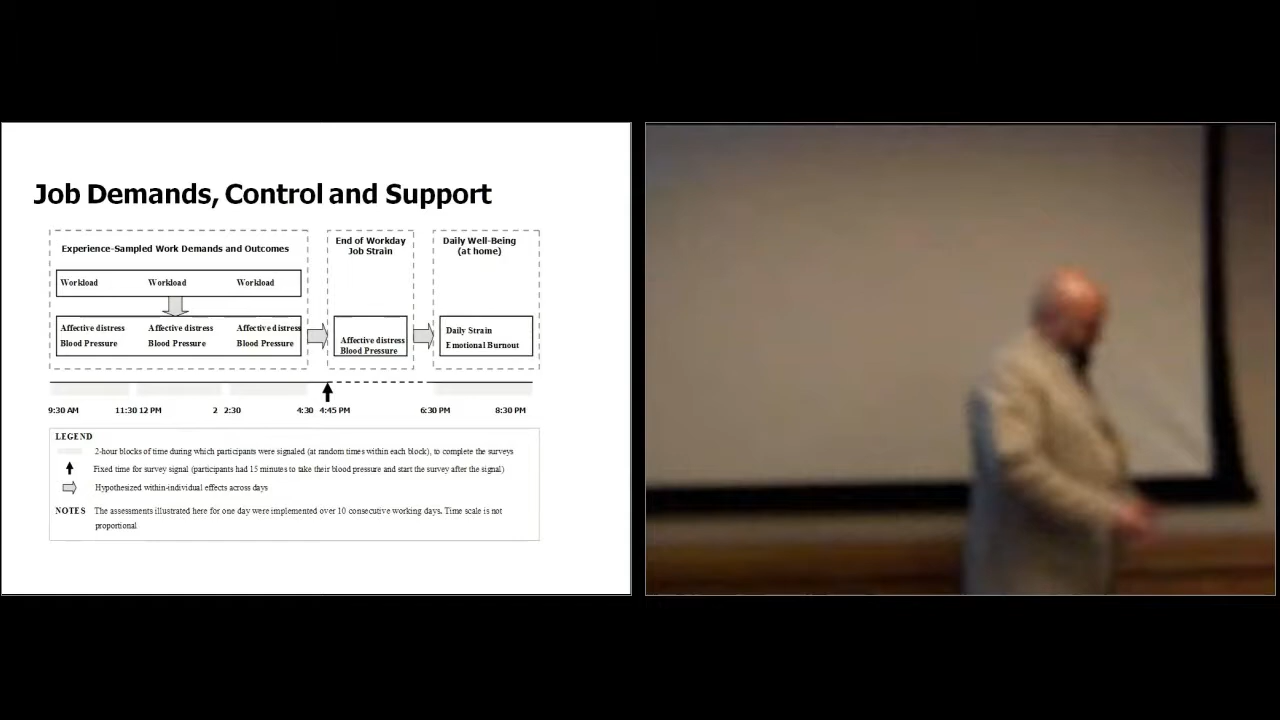 Job Demands, Control and Support
Experience-Sampled Work Demands and Outcomes
End of Workday
Job Strain
Daily Well-Being
(at home)
Workload Workload Workload
Affective distress Affective distress Affective distress
Blood Pressure Blood Pressure Blood Pressure
Affective distress
Blood Pressure
Daily Strain
Emotional Burnout
9:30 AM 11:30 12 PM 2 2:30 4:30 4:45 PM 6:30 PM 8:30 PM
LEGEND
2-hour blocks of time during which participants were signaled (at random times within each block), to complete the surveys
Fixed time for survey signal (participants had 15 minutes to take their blood pressure and start the survey after the signal)
Hypothesized within-individual effects across days
NOTES The assessments illustrated here for one day were implemented over 10 consecutive working days. Time scale is not
proportional